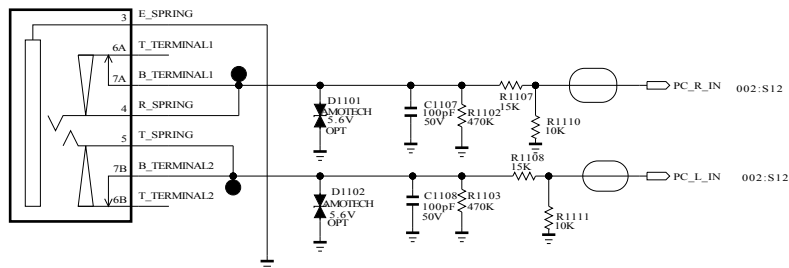 3 E_SPRING
6A T_TERMINAL1
7A B_TERMINAL1
4 R_SPRING
5 T_SPRING
7B B_TERMINAL2
6B T_TERMINAL2
D1101
AMOTECH
5.6V
OPT
C1107
100pF
50V
R1102
470K
R1107
15K
R1110
10K
PC_R_IN 002:S12
D1102
AMOTECH
5.6V
OPT
C1108
100pF
50V
R1103
470K
R1108
15K
R1111
10K
PC_L_IN 002:S12